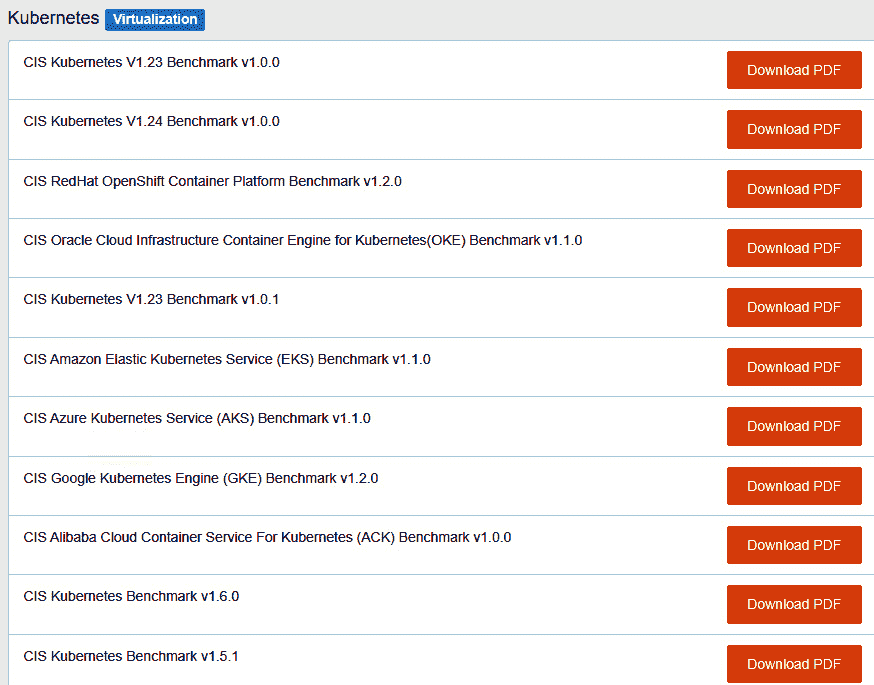 Kubernetes Virtualization
CIS Kubernetes V1.23 Benchmark v1.0.0
Download PDF
CIS Kubernetes V1.24 Benchmark v1.0.0
Download PDF
CIS RedHat OpenShift Container Platform Benchmark v1.2.0
Download PDF
CIS Oracle Cloud Infrastructure Container Engine for Kubernetes(OKE) Benchmark v1.1.0
Download PDF
CIS Kubernetes V1.23 Benchmark v1.0.1
Download PDF
CIS Amazon Elastic Kubernetes Service (EKS) Benchmark v1.1.0
Download PDF
CIS Azure Kubernetes Service (AKS) Benchmark v1.1.0
Download PDF
CIS Google Kubernetes Engine (GKE) Benchmark v1.2.0
Download PDF
CIS Alibaba Cloud Container Service For Kubernetes (ACK) Benchmark v1.0.0
Download PDF
CIS Kubernetes Benchmark v1.6.0
Download PDF
CIS Kubernetes Benchmark v1.5.1
Download PDF